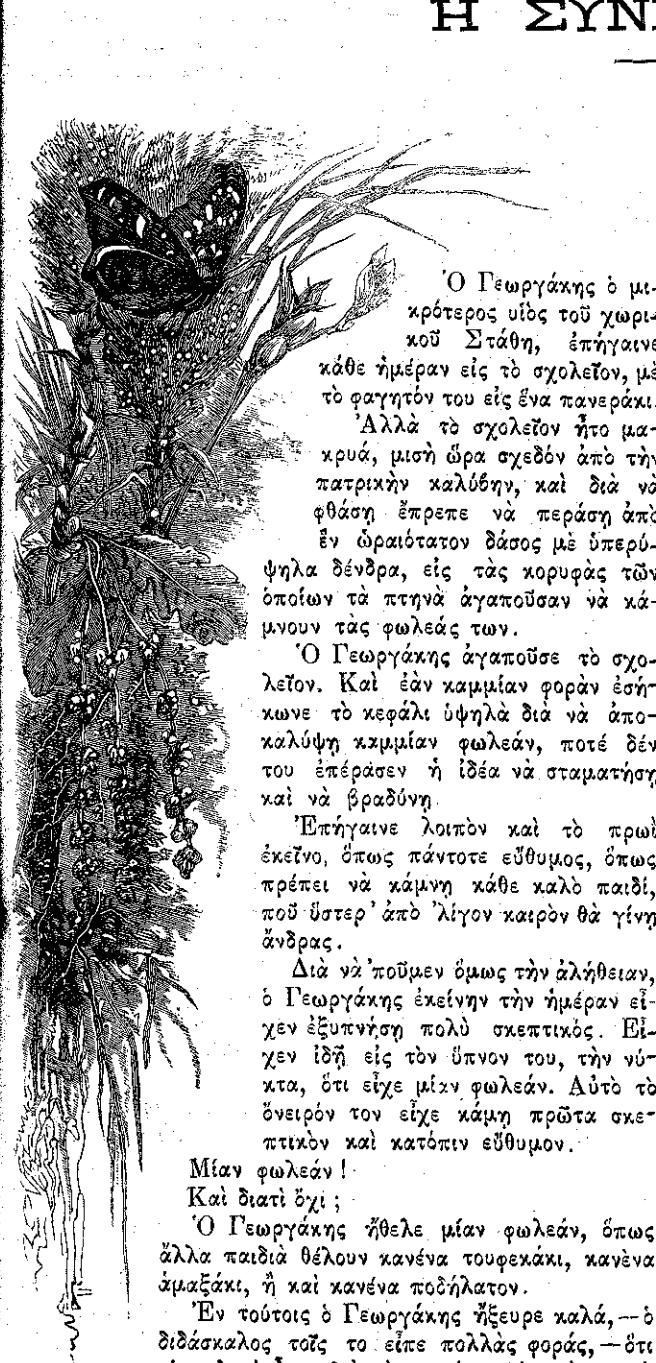 Η ΣΥΝ
Ὁ Γεωργάκης ὁ μι-
κρότερος υἱὸς τοῦ χωρι-
κοῦ Στάθη, ἐπήγαινε
κάθε ἡμέραν εἰς τὸ σχολεῖον, μὲ
τὸ φαγητόν του εἰς ἕνα πανεράκι.
Ἀλλὰ τὸ σχολεῖον ἦτο μα-
κρυά, μισὴ ὥρα σχεδὸν ἀπὸ τὴν
πατρικὴν καλύβην, καὶ διὰ νὰ
φθάσῃ ἔπρεπε νὰ περάσῃ ἀπὸ
ἓν ὡραιότατον δάσος μὲ ὑπερύ-
ψηλα δένδρα, εἰς τὰς κορυφὰς τῶν
ὁποίων τὰ πτηνὰ ἀγαποῦσαν νὰ κά-
μνουν τὰς φωλεάς των.
Ὁ Γεωργάκης ἀγαποῦσε τὸ σχο-
λεῖον. Καὶ ἐὰν καμμίαν φορὰν ἐσή-
κωνε τὸ κεφάλι ὑψηλὰ διὰ νὰ ἀπο-
καλύψῃ καμμίαν φωλεάν, ποτέ δέν
του ἐπέρασεν ἡ ἰδέα νὰ σταματήσῃ
καὶ νὰ βραδύνῃ
Ἐπήγαινε λοιπὸν καὶ τὸ πρωὶ
ἐκεῖνο, ὅπως πάντοτε εὔθυμος, ὅπως
πρέπει νὰ κάμνῃ κάθε καλὸ παιδί,
ποῦ ὕστερ' ἀπὸ 'λίγον καιρὸν θὰ γίνῃ
ἄνδρας.
Διὰ νὰ 'ποῦμεν ὅμως τὴν ἀλήθειαν,
ὁ Γεωργάκης ἐκείνην τὴν ἡμέραν εἶ-
χεν ἐξυπνήσῃ πολὺ σκεπτικὸς. Εἶ-
χεν ἰδῆ εἰς τὸν ὕπνον του, τὴν νύ-
κτα, ὅτι εἶχε μίαν φωλεάν. Αὐτὸ τὸ
ὄνειρόν τον εἶχε κάμῃ πρῶτα σκε-
πτικὸν καὶ κατόπιν εὔθυμον.
Μίαν φωλεάν !
Καὶ διατὶ ὄχι ;
Ὁ Γεωργάκης ἤθελε μίαν φωλεάν, ὅπως
ἄλλα παιδιὰ θέλουν κανένα τουφεκάκι, κανένα
ἁμαξάκι, ἢ καὶ κανένα ποδήλατον.
Ἐν τούτοις ὁ Γεωργάκης ἤξευρε καλά,—ὁ
διδάσκαλος τοῖς το εἶπε πολλὰς φοράς,—ὅτι